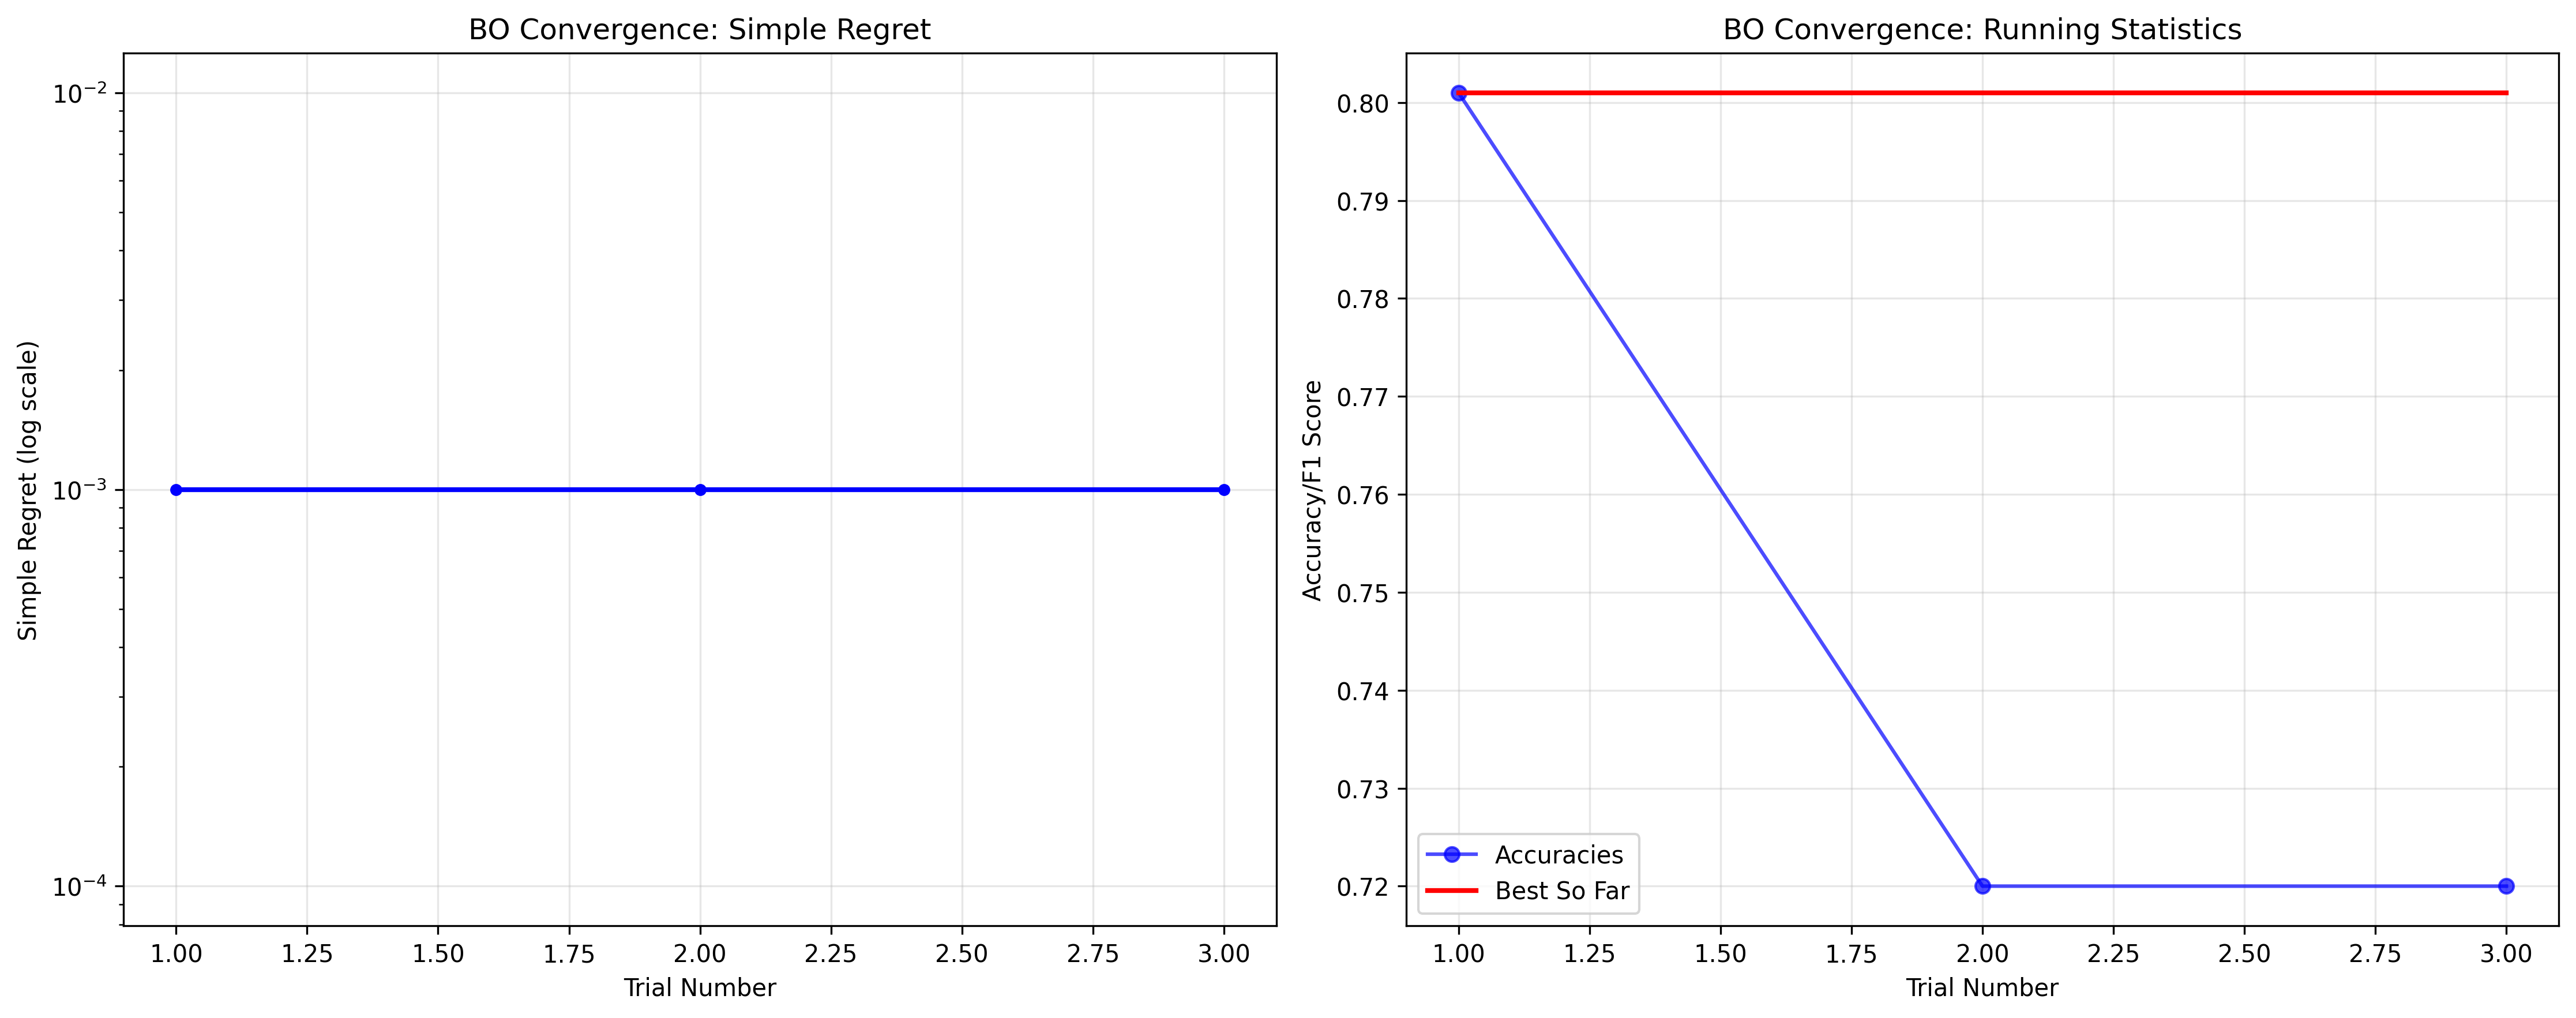 BO Convergence: Simple Regret
Simple Regret (log scale)
10⁻²
10⁻³
10⁻⁴
1.00 1.25 1.50 1.75 2.00 2.25 2.50 2.75 3.00
Trial Number
BO Convergence: Running Statistics
Accuracy/F1 Score
0.80
0.79
0.78
0.77
0.76
0.75
0.74
0.73
0.72
Accuracies
Best So Far
1.00 1.25 1.50 1.75 2.00 2.25 2.50 2.75 3.00
Trial Number